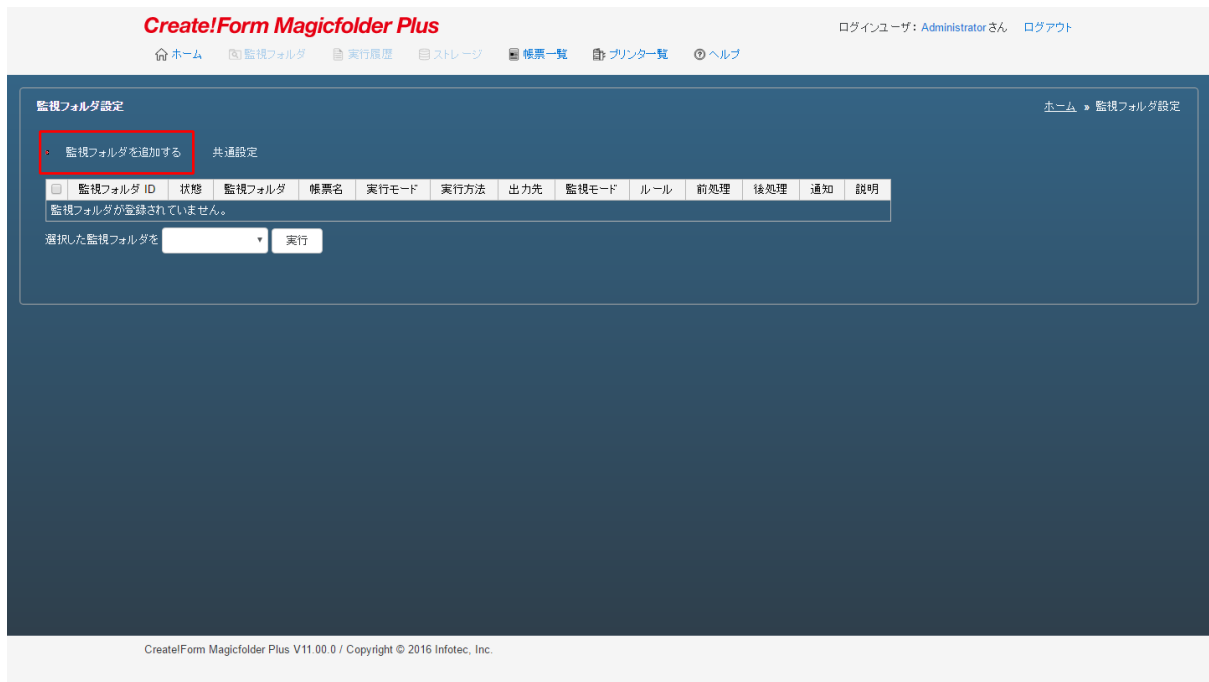 Create!Form Magicfolder Plus
ログインユーザ: Administratorさん ログアウト
ホーム 監視フォルダ 実行履歴 ストレージ 帳票一覧 プリンタ一覧 ヘルプ
監視フォルダ設定
ホーム » 監視フォルダ設定
監視フォルダを追加する 共通設定
監視フォルダ ID 状態 監視フォルダ 帳票名 実行モード 実行方法 出力先 監視モード ルール 前処理 後処理 通知 説明
監視フォルダが登録されていません。
選択した監視フォルダを 実行
Create!Form Magicfolder Plus V11.00.0 / Copyright © 2016 Infotec, Inc.